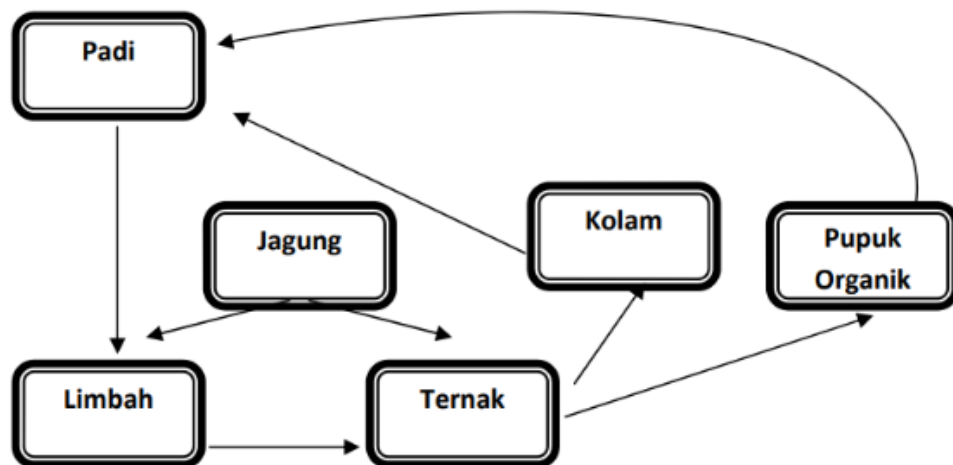 Padi
Jagung
Kolam
Pupuk
Organik
Limbah
Ternak